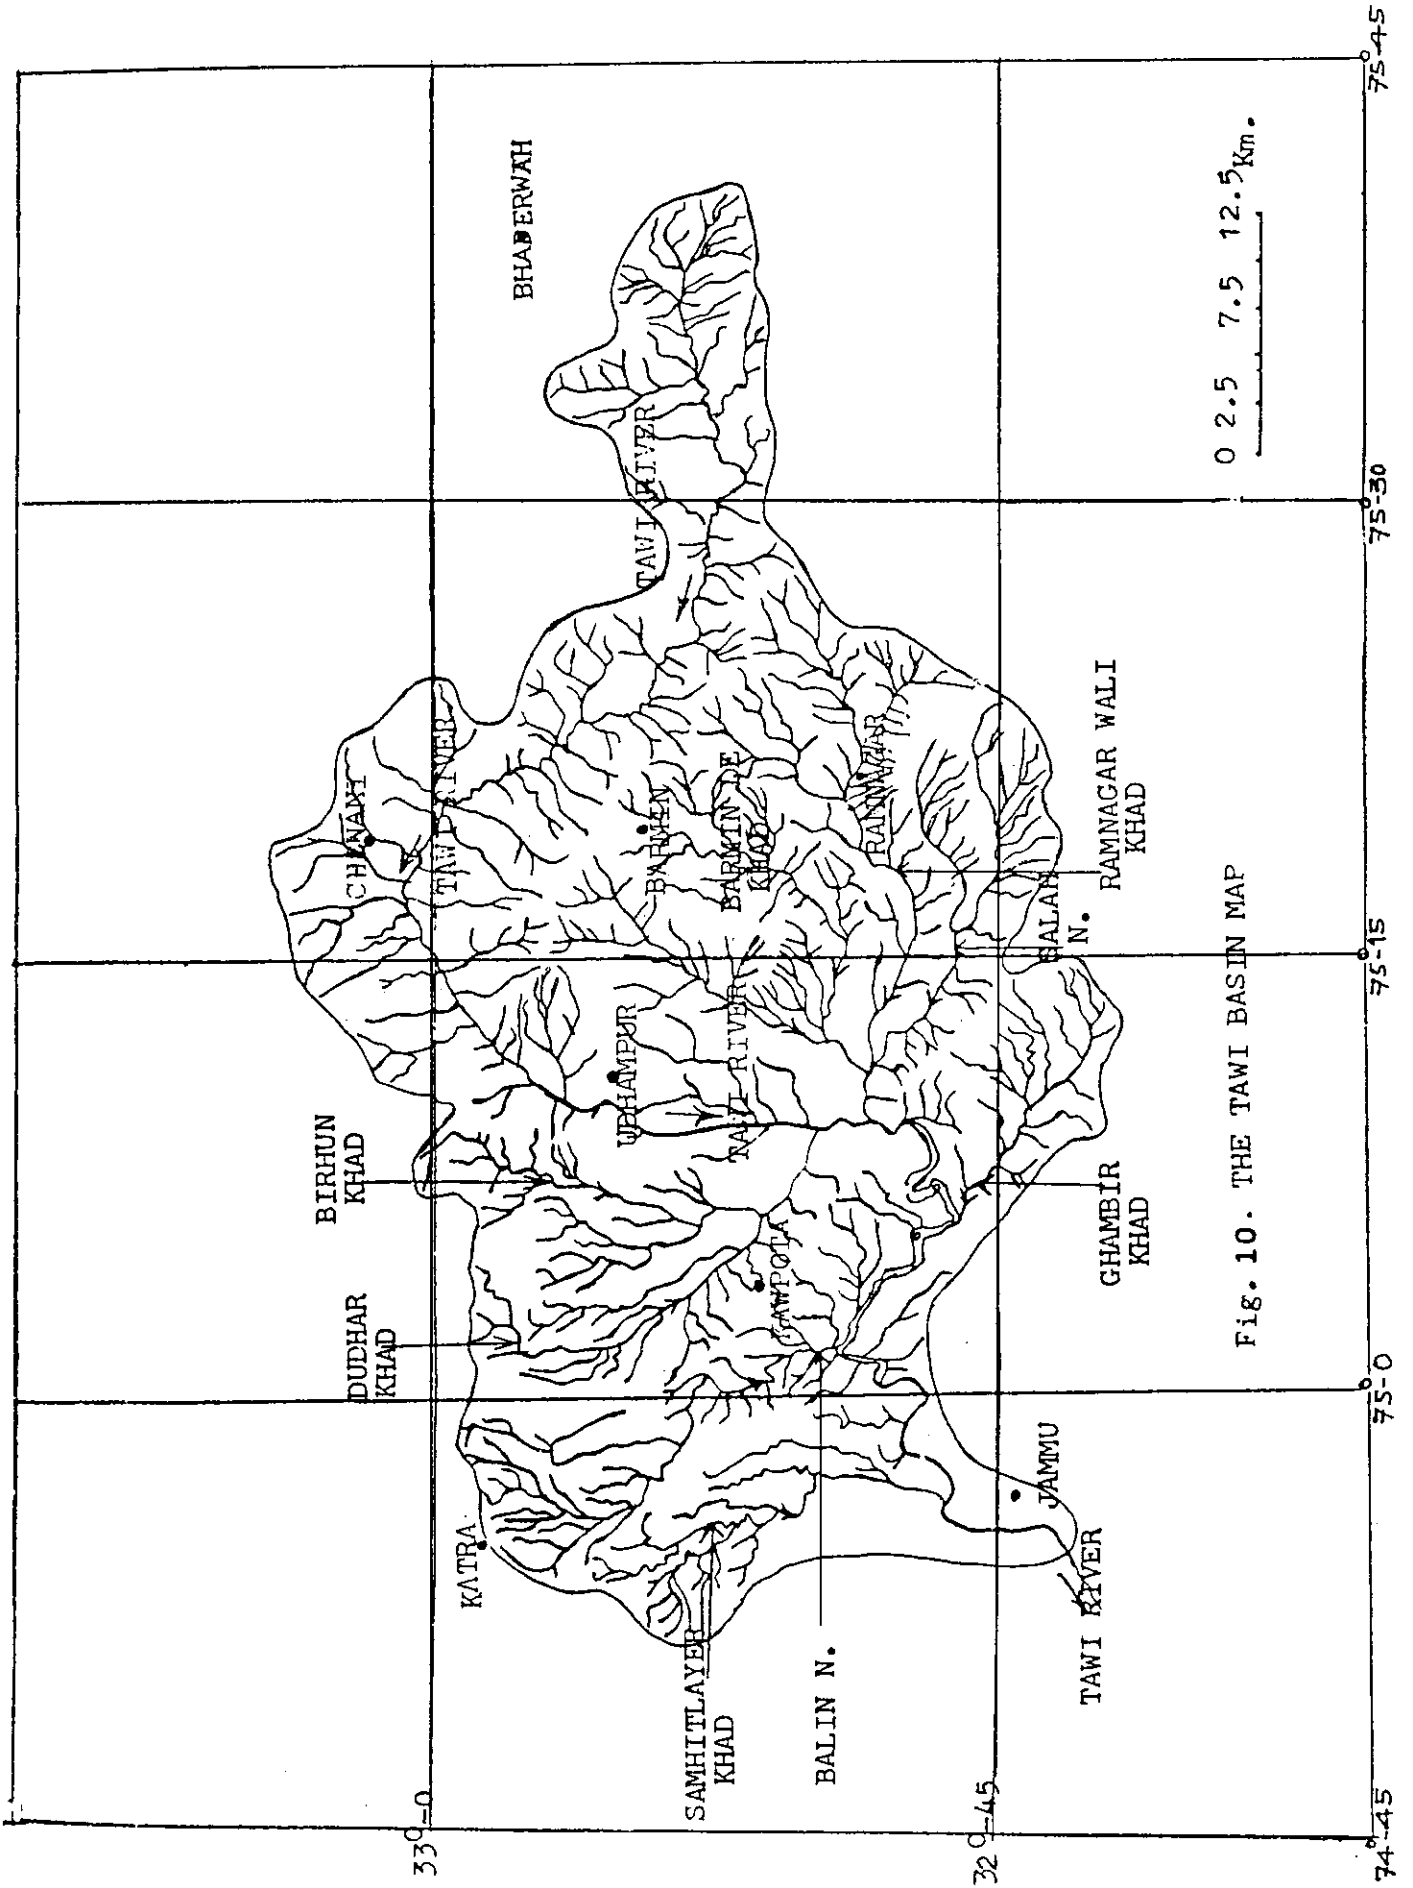 BHADERWAH
CHENANI
TAWI RIVER
TAWI RIVER
BIRHUN
KHAD
DUDHAR
KHAD
KATRA
UDHAMPUR
BARMIN
BARMIN DE
KHAD
TAWI RIVER
RAMNAGAR
KAWPOTA
SAMHITLAYER
KHAD
BALIN N.
SALAH
N.
RAMNAGAR WALI
KHAD
GHAMBIR
KHAD
JAMMU
TAWI RIVER
33°-0
32°-45
74°-45
75°-0
75°-15
75°-30
75°-45
0 2.5 7.5 12.5 Km.
Fig. 10. THE TAWI BASIN MAP